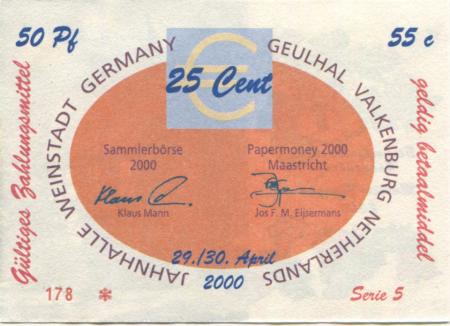 50 Pf
55 c
JAHNHALLE WEINSTADT GERMANY
GEULHAL VALKENBURG NETHERLANDS
€
25 Cent
Gültiges Zahlungsmittel
geldig betaalmiddel
Sammlerbörse
2000
Klaus Mann
Papermoney 2000
Maastricht
Jos F. M. Eijsermans
29./30. April
2000
178 *
Serie 5